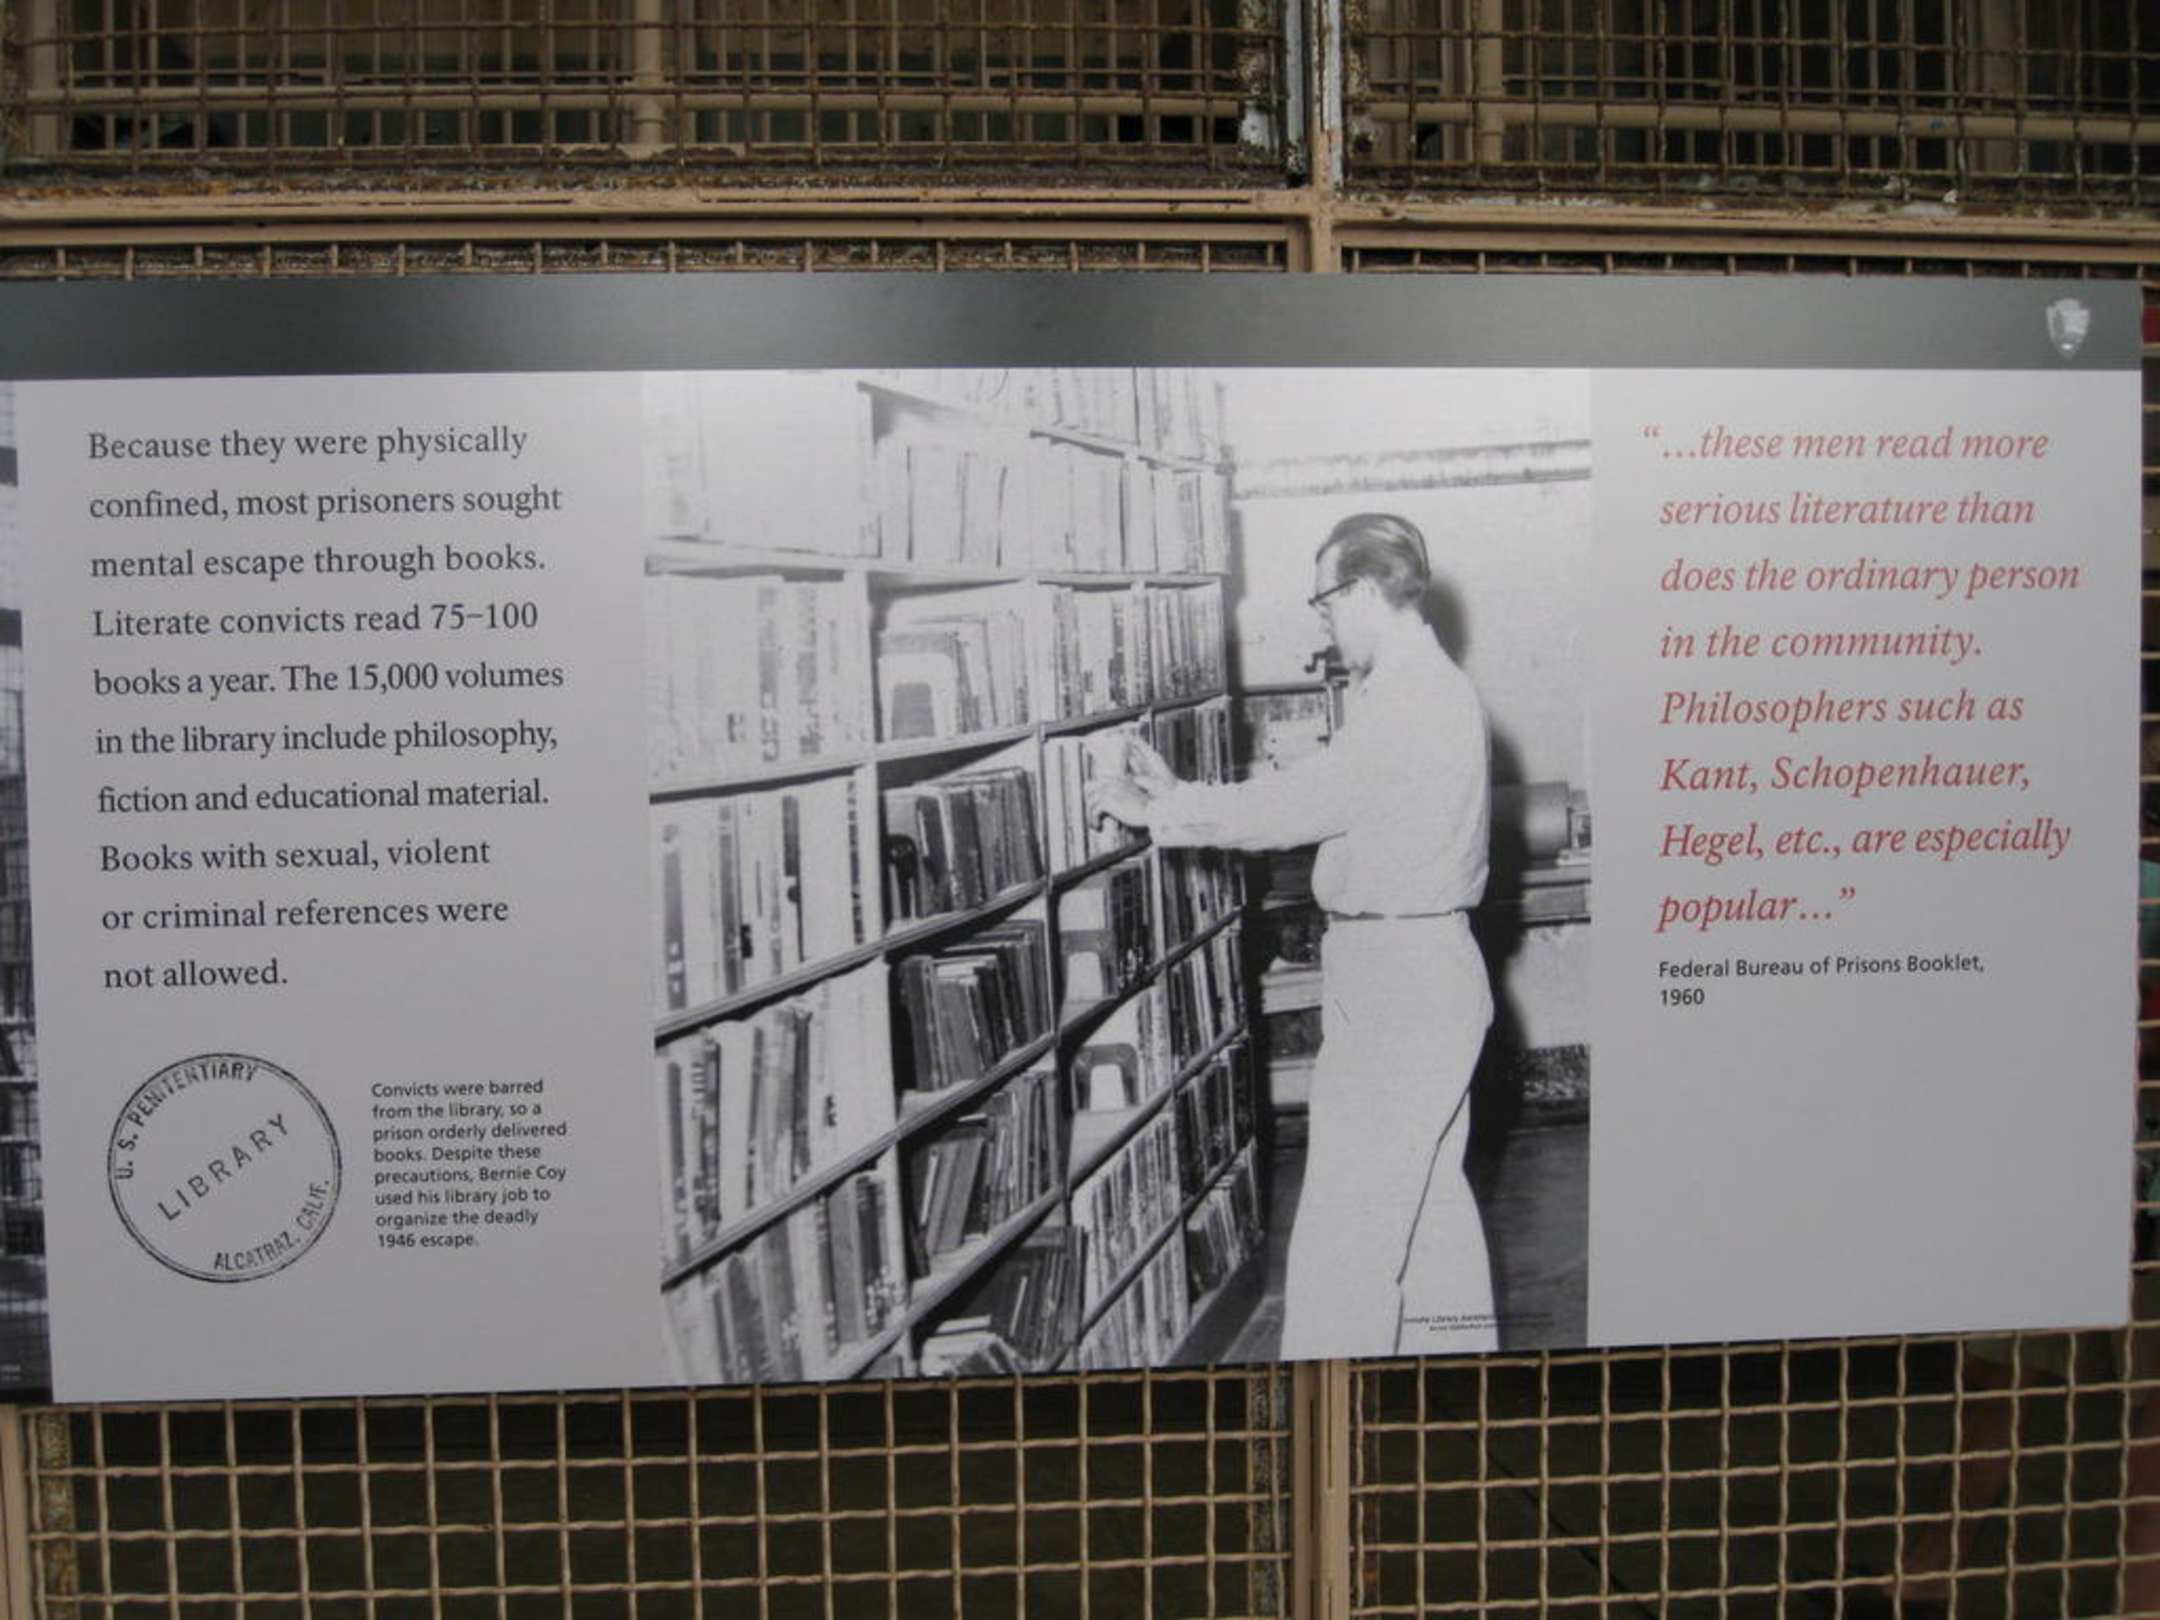 Because they were physically
confined, most prisoners sought
mental escape through books.
Literate convicts read 75–100
books a year. The 15,000 volumes
in the library include philosophy,
fiction and educational material.
Books with sexual, violent
or criminal references were
not allowed.
U. S. PENITENTIARY
LIBRARY
ALCATRAZ, CALIF.
Convicts were barred
from the library, so a
prison orderly delivered
books. Despite these
precautions, Bernie Coy
used his library job to
organize the deadly
1946 escape.
“...these men read more
serious literature than
does the ordinary person
in the community.
Philosophers such as
Kant, Schopenhauer,
Hegel, etc., are especially
popular...”
Federal Bureau of Prisons Booklet,
1960